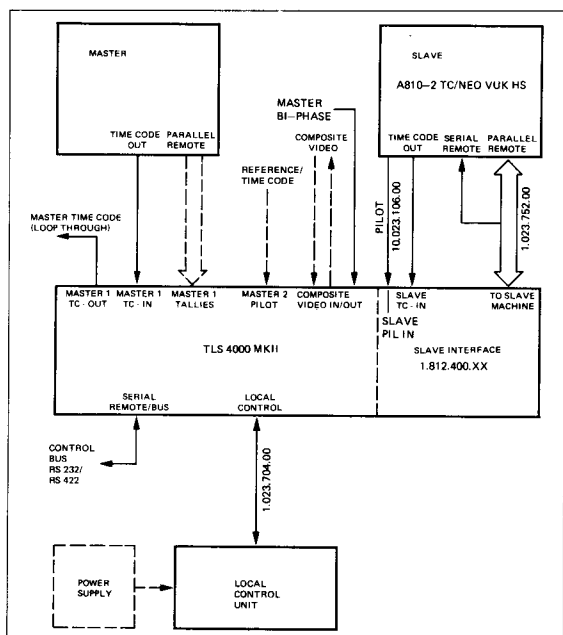 MASTER
SLAVE
A810-2 TC/NEO VUK HS
TIME CODE
OUT
PARALLEL
REMOTE
MASTER
BI-PHASE
TIME CODE
OUT
SERIAL
REMOTE
PARALLEL
REMOTE
COMPOSITE
VIDEO
REFERENCE/
TIME CODE
MASTER TIME CODE
(LOOP THROUGH)
PILOT
10.023.106.00
1.023.752.00
MASTER 1
TC-OUT
MASTER 1
TC-IN
MASTER 1
TALLIES
MASTER 2
PILOT
COMPOSITE
VIDEO IN/OUT
SLAVE
TC-IN
TO SLAVE
MACHINE
SLAVE
PIL IN
TLS 4000 MKII
SLAVE INTERFACE
1.812.400.XX
SERIAL
REMOTE/BUS
LOCAL
CONTROL
CONTROL
BUS
RS 232/
RS 422
1.023.704.00
POWER
SUPPLY
LOCAL
CONTROL
UNIT